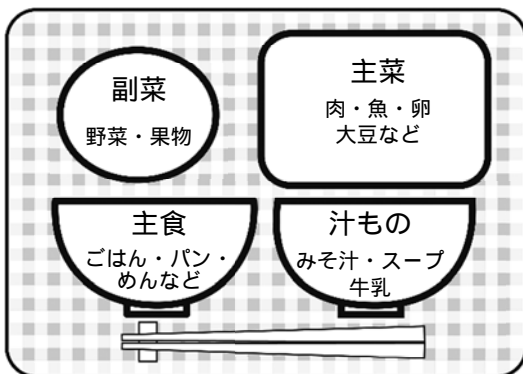 副菜
野菜・果物
主菜
肉・魚・卵
大豆など
主食
ごはん・パン・
めんなど
汁もの
みそ汁・スープ
牛乳